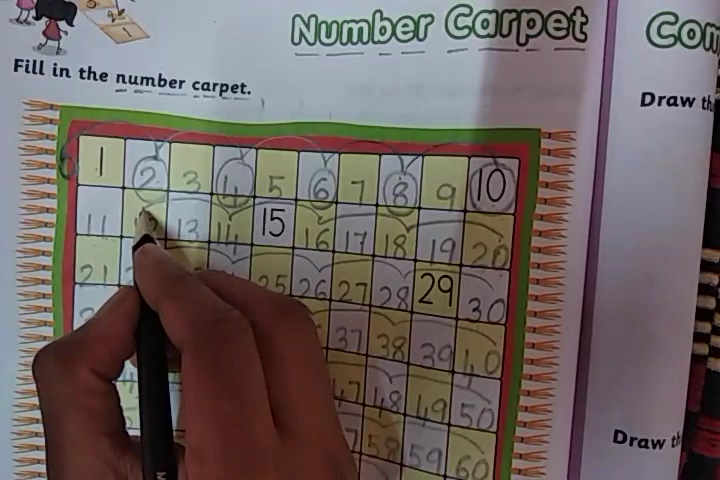 Number Carpet
Com
Fill in the number carpet.
Draw th
1 2 3 4 5 6 7 8 9 10
11 13 14 15 16 17 18 19 20
21 25 26 27 28 29 30
37 38 39 40
47 48 49 50
58 59 60
Draw th